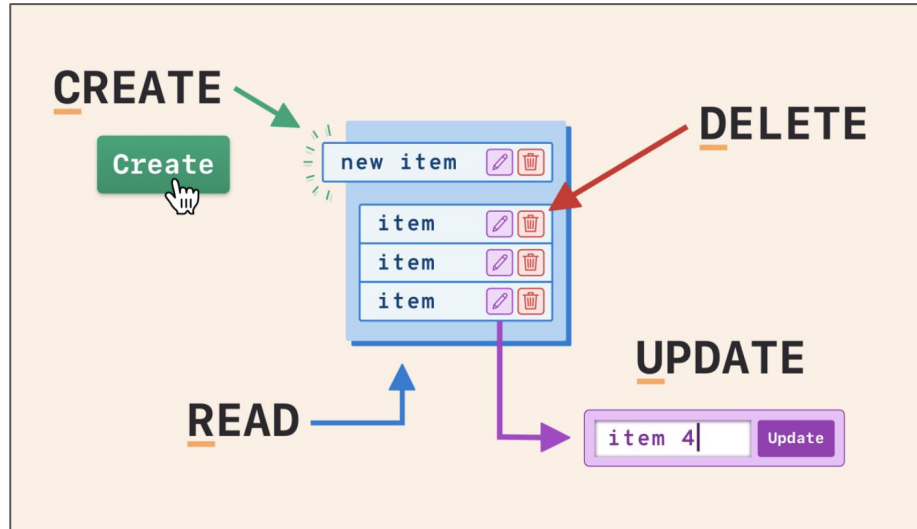 CREATE
Create
new item
item
item
item
DELETE
READ
UPDATE
item 4
Update